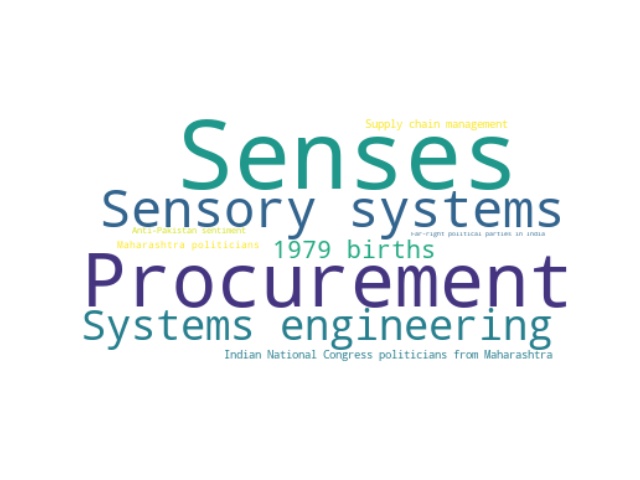 Supply chain management
Senses
Sensory systems
Anti-Pakistan sentiment
Far-right political parties in India
Maharashtra politicians
1979 births
Procurement
Systems engineering
Indian National Congress politicians from Maharashtra